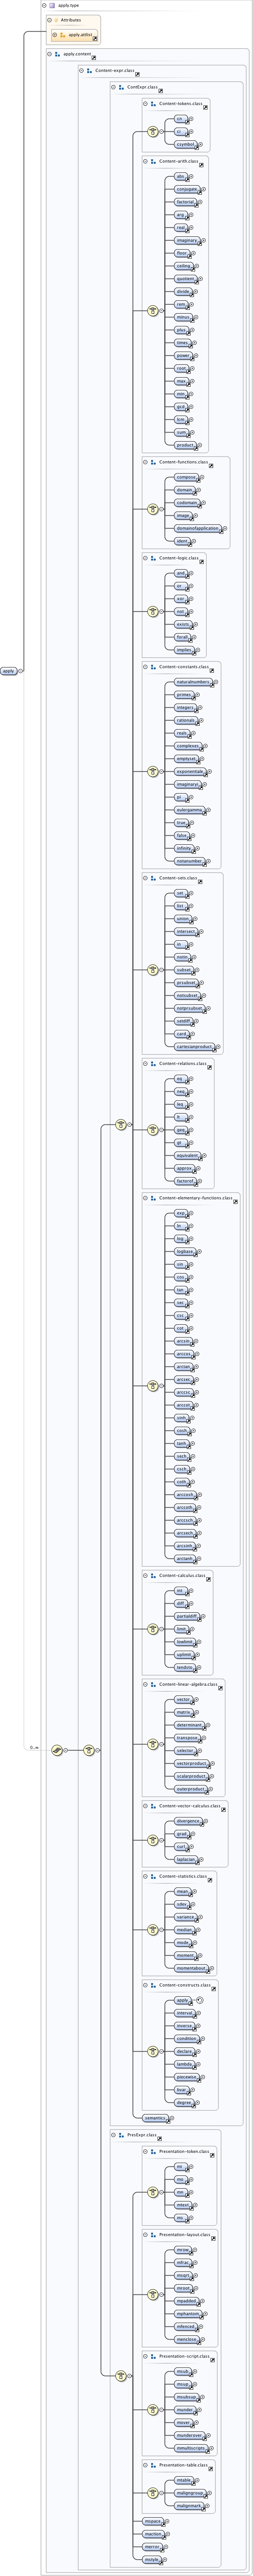 apply.type
Attributes
apply.attlist
apply.content
Content-expr.class
ContExpr.class
Content-tokens.class
cn
ci
csymbol
Content-arith.class
abs
conjugate
factorial
arg
real
imaginary
floor
ceiling
quotient
divide
rem
minus
plus
times
power
root
max
min
gcd
lcm
sum
product
Content-functions.class
compose
domain
codomain
image
domainofapplication
ident
Content-logic.class
and
or
xor
not
exists
forall
implies
Content-constants.class
apply
naturalnumbers
primes
integers
rationals
reals
complexes
emptyset
exponentiale
imaginaryi
pi
eulergamma
true
false
infinity
notanumber
Content-sets.class
set
list
union
intersect
in
notin
subset
prsubset
notsubset
notprsubset
setdiff
card
cartesianproduct
Content-relations.class
eq
neq
leq
lt
geq
gt
equivalent
approx
factorof
Content-elementary-functions.class
exp
ln
log
logbase
sin
cos
tan
sec
csc
cot
arcsin
arccos
arctan
arcsec
arccsc
arccot
sinh
cosh
tanh
sech
csch
coth
arccosh
arccoth
arccsch
arcsech
arcsinh
arctanh
Content-calculus.class
int
diff
partialdiff
limit
lowlimit
uplimit
tendsto
Content-linear-algebra.class
vector
matrix
determinant
transpose
0..∞
selector
vectorproduct
scalarproduct
outerproduct
Content-vector-calculus.class
divergence
grad
curl
laplacian
Content-statistics.class
mean
sdev
variance
median
mode
moment
momentabout
Content-constructs.class
apply
interval
inverse
condition
declare
lambda
piecewise
bvar
degree
semantics
PresExpr.class
Presentation-token.class
mi
mo
mn
mtext
ms
Presentation-layout.class
mrow
mfrac
msqrt
mroot
mpadded
mphantom
mfenced
menclose
Presentation-script.class
msub
msup
msubsup
munder
mover
munderover
mmultiscripts
Presentation-table.class
mtable
maligngroup
malignmark
mspace
maction
merror
mstyle